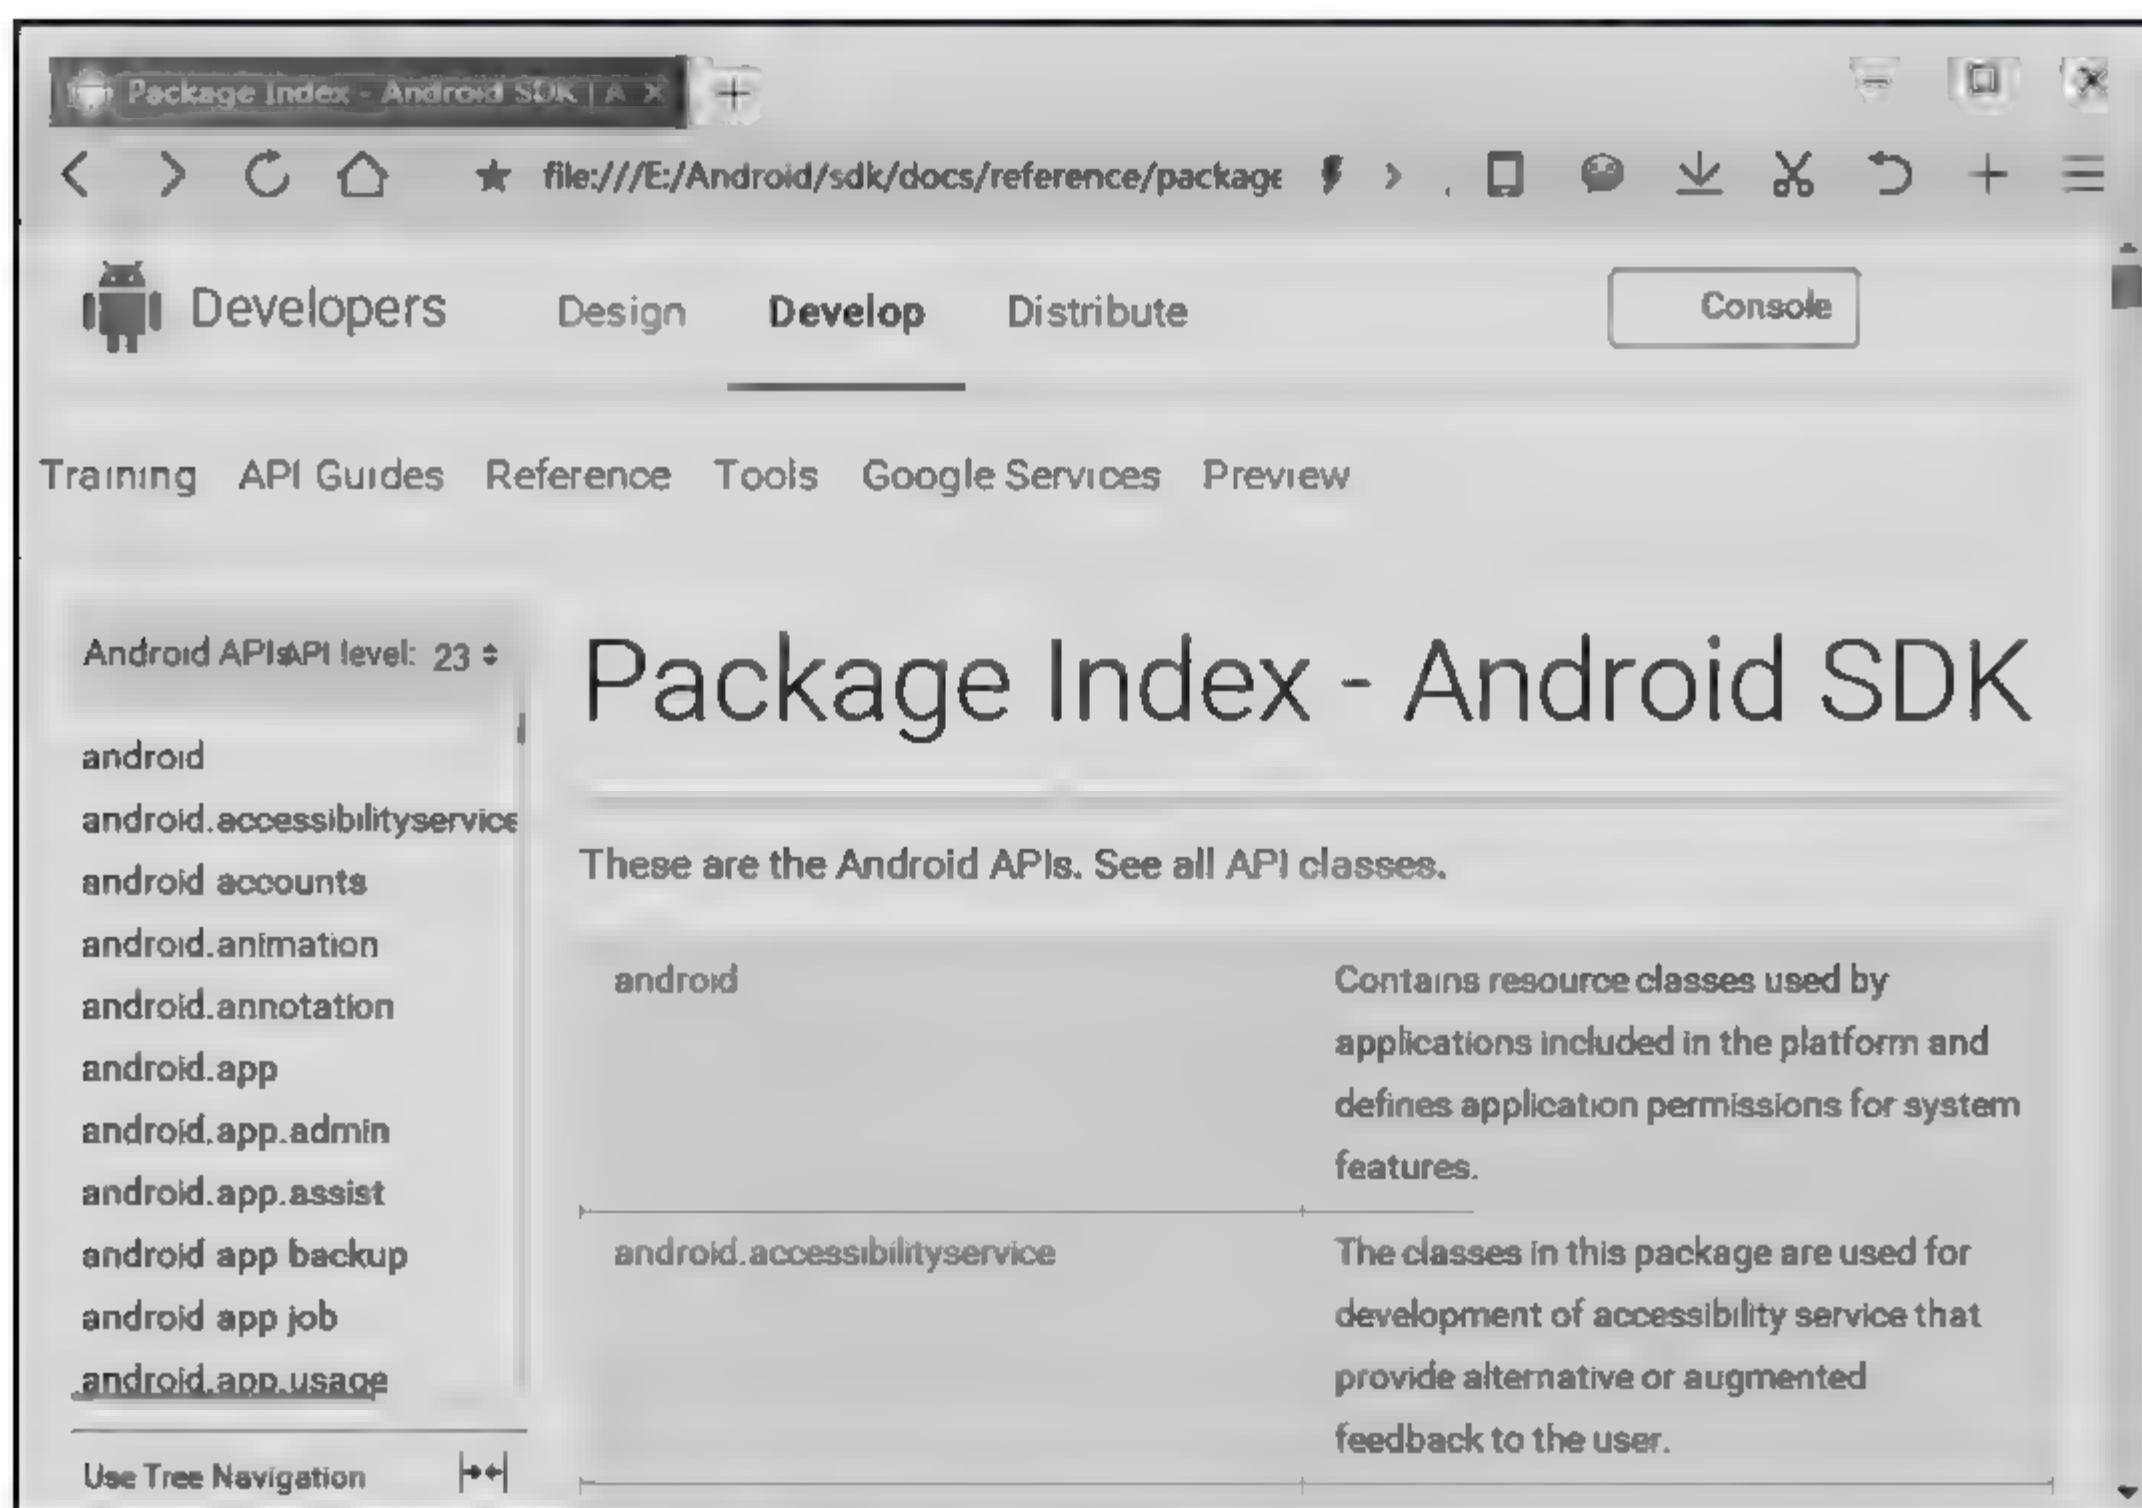 Package Index - Android SDK | A
file:///E:/Android/sdk/docs/reference/package
Developers Design Develop Distribute Console
Training API Guides Reference Tools Google Services Preview
Android APIs API level: 23
android
android.accessibilityservice
android accounts
android.animation
android.annotation
android.app
android.app.admin
android.app.assist
android app backup
android app job
android.app.usage
Use Tree Navigation
Package Index - Android SDK
These are the Android APIs. See all API classes.
android
Contains resource classes used by
applications included in the platform and
defines application permissions for system
features.
android.accessibilityservice
The classes in this package are used for
development of accessibility service that
provide alternative or augmented
feedback to the user.